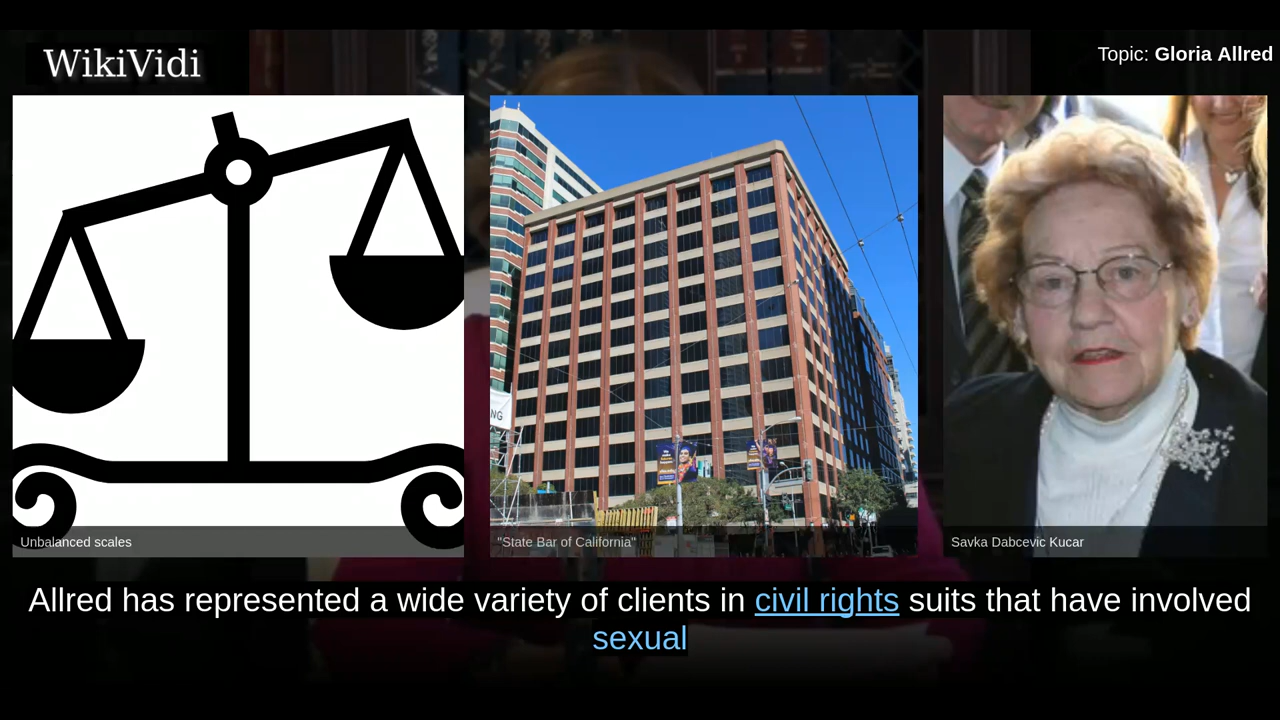 WikiVidi
Topic: Gloria Allred
NG
Unbalanced scales
"State Bar of California"
Savka Dabcevic Kucar
Allred has represented a wide variety of clients in civil rights suits that have involved
sexual